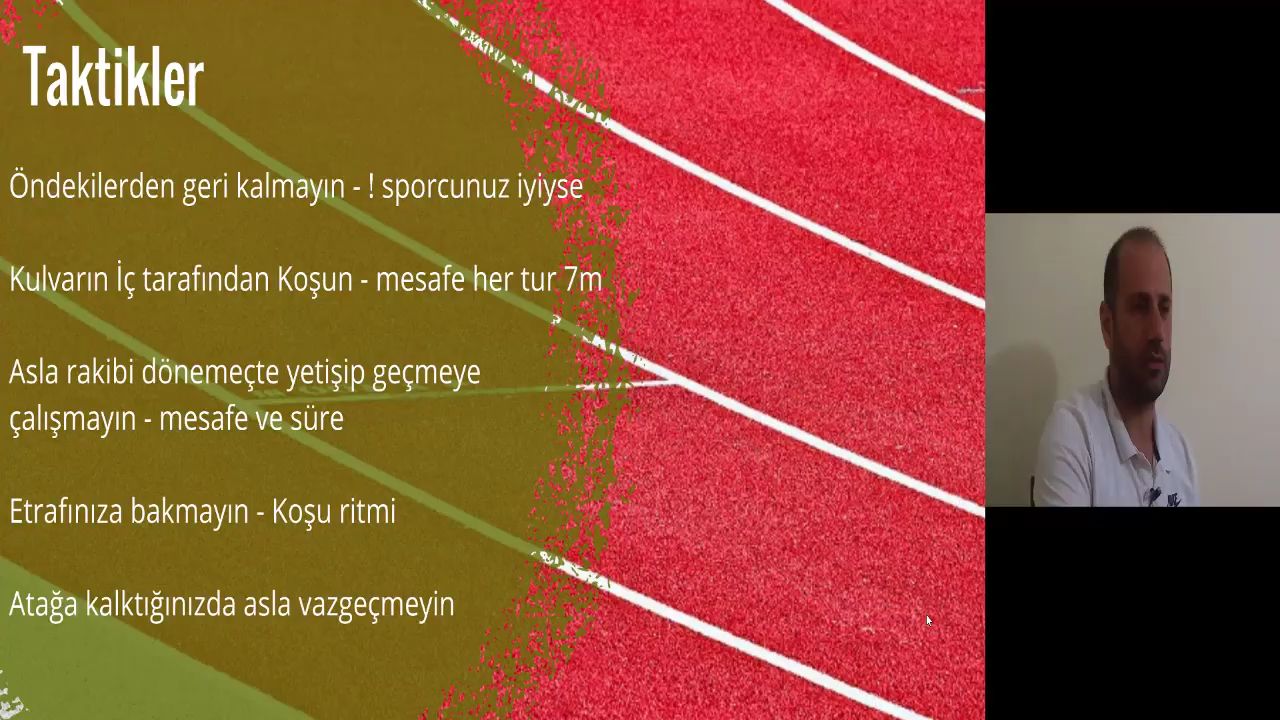 Taktikler
Öndekilerden geri kalmayın - ! sporcunuz iyiyse
Kulvarın İç tarafından Koşun - mesafe her tur 7m
Asla rakibi dönemeçte yetişip geçmeye
çalışmayın - mesafe ve süre
Etrafınıza bakmayın - Koşu ritmi
Atağa kalktığınızda asla vazgeçmeyin